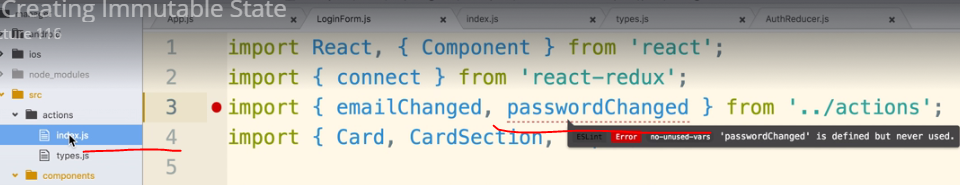 Creating Immutable State
App.js
LoginForm.js
index.js
types.js
AuthReducer.js
android
ios
node_modules
src
actions
index.js
types.js
components
1 import React, { Component } from 'react';
2 import { connect } from 'react-redux';
3 import { emailChanged, passwordChanged } from '../actions';
4 import { Card, CardSection,
5
ESLint Error no-unused-vars 'passwordChanged' is defined but never used.